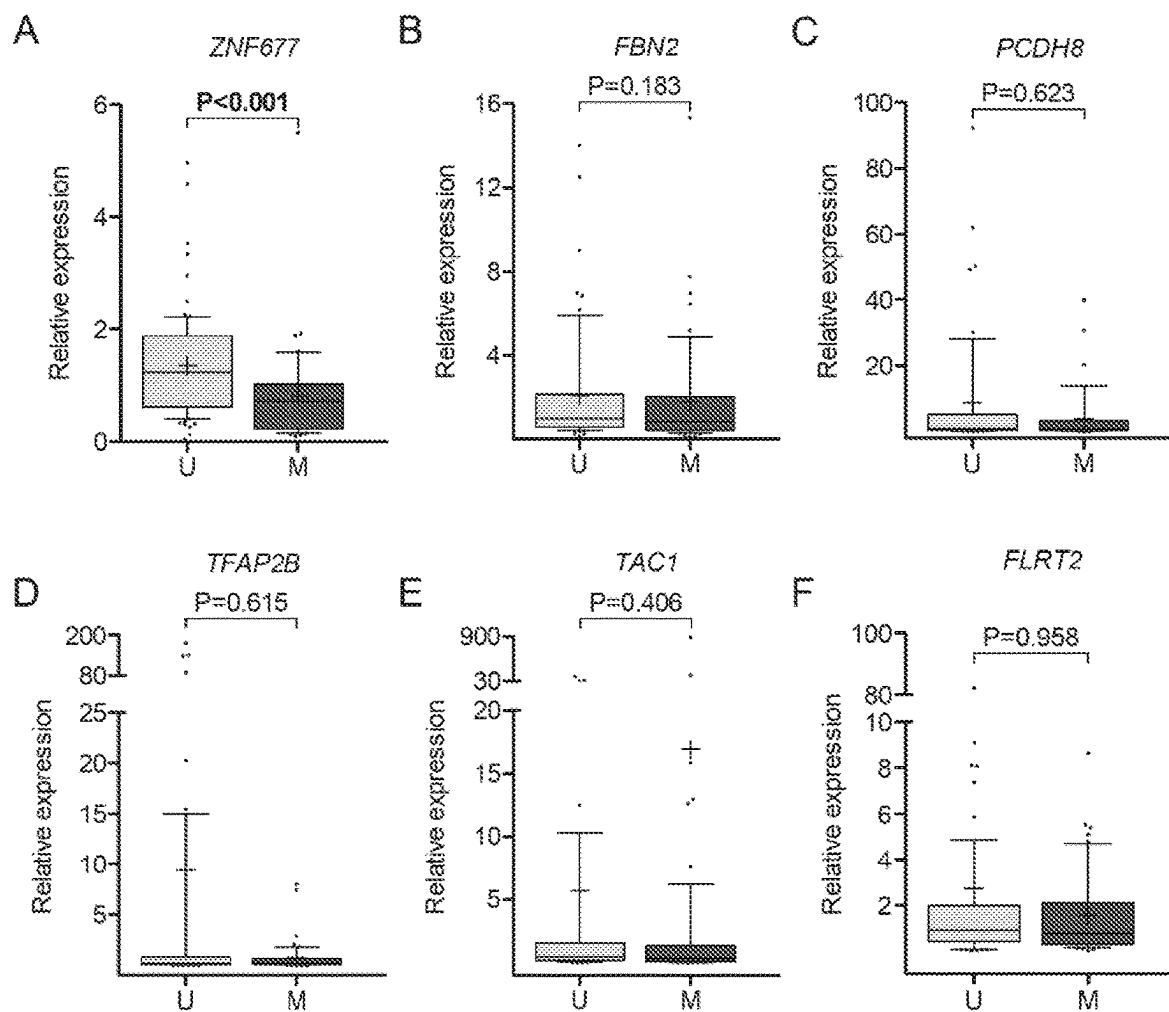 A
ZNF677
P<0.001
Relative expression
6
4
2
0
U
M
B
FBN2
P=0.183
Relative expression
16
12
8
4
U
M
C
PCDH8
P=0.623
Relative expression
100
80
60
40
20
U
M
D
TFAP2B
P=0.615
Relative expression
200
80
25
20
15
10
5
U
M
E
TAC1
P=0.406
Relative expression
900
30
20
15
10
5
U
M
F
FLRT2
P=0.958
Relative expression
100
80
10
8
6
4
2
U
M